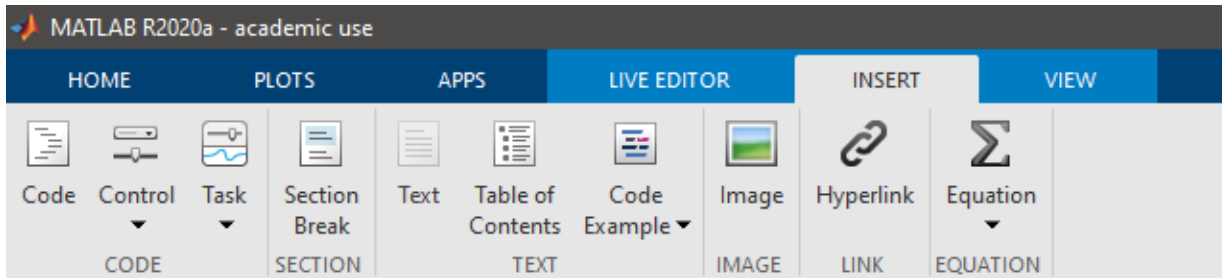 MATLAB R2020a - academic use
HOME PLOTS APPS LIVE EDITOR INSERT VIEW
Code Control Task Section Text Table of Code Image Hyperlink Equation
Break Contents Example
CODE SECTION TEXT IMAGE LINK EQUATION